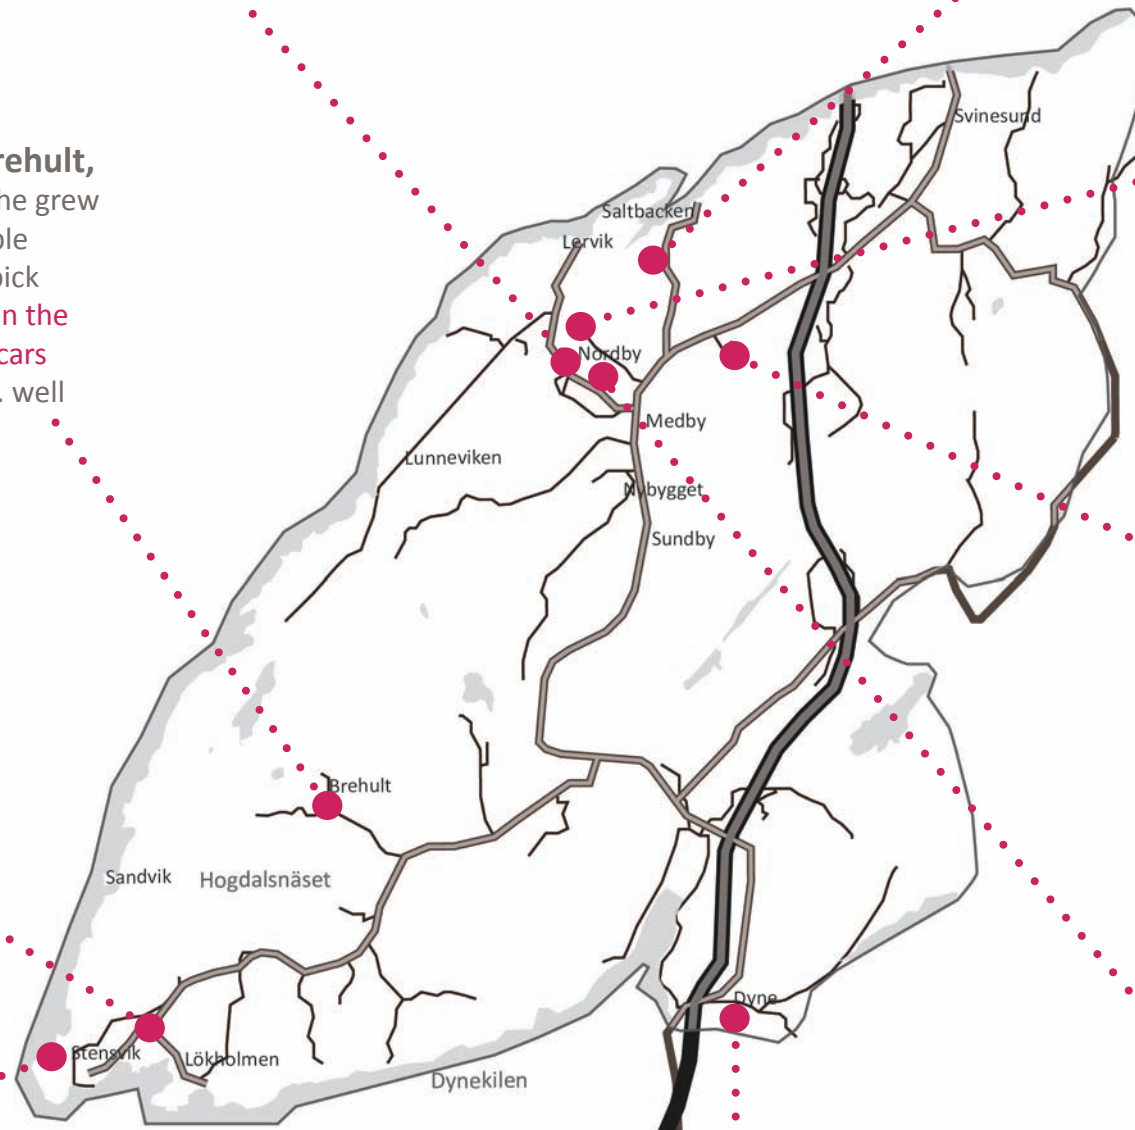 rehult,
he grew
ble
pick
n the
cars
. well
Svinesund
Saltbacken
Lervik
Nordby
Medby
Lunneviken
Nybygget
Sundby
Brehult
Sandvik
Hogdalsnäset
Dyne
Stensvik
Lökholmen
Dynekilen